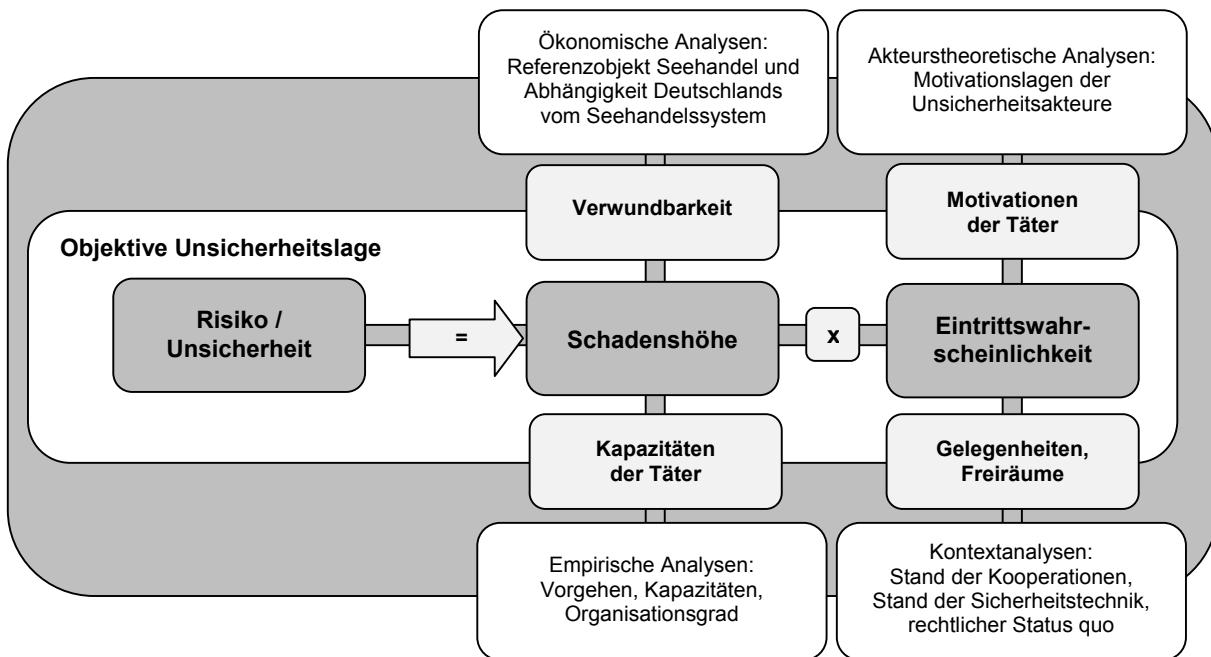 Ökonomische Analysen:
Referenzobjekt Seehandel und
Abhängigkeit Deutschlands
vom Seehandelssystem
Akteurstheoretische Analysen:
Motivationslagen der
Unsicherheitsakteure
Verwundbarkeit
Motivationen
der Täter
Objektive Unsicherheitslage
Risiko /
Unsicherheit
=
Schadenshöhe
x
Eintrittswahr-
scheinlichkeit
Kapazitäten
der Täter
Gelegenheiten,
Freiräume
Empirische Analysen:
Vorgehen, Kapazitäten,
Organisationsgrad
Kontextanalysen:
Stand der Kooperationen,
Stand der Sicherheitstechnik,
rechtlicher Status quo